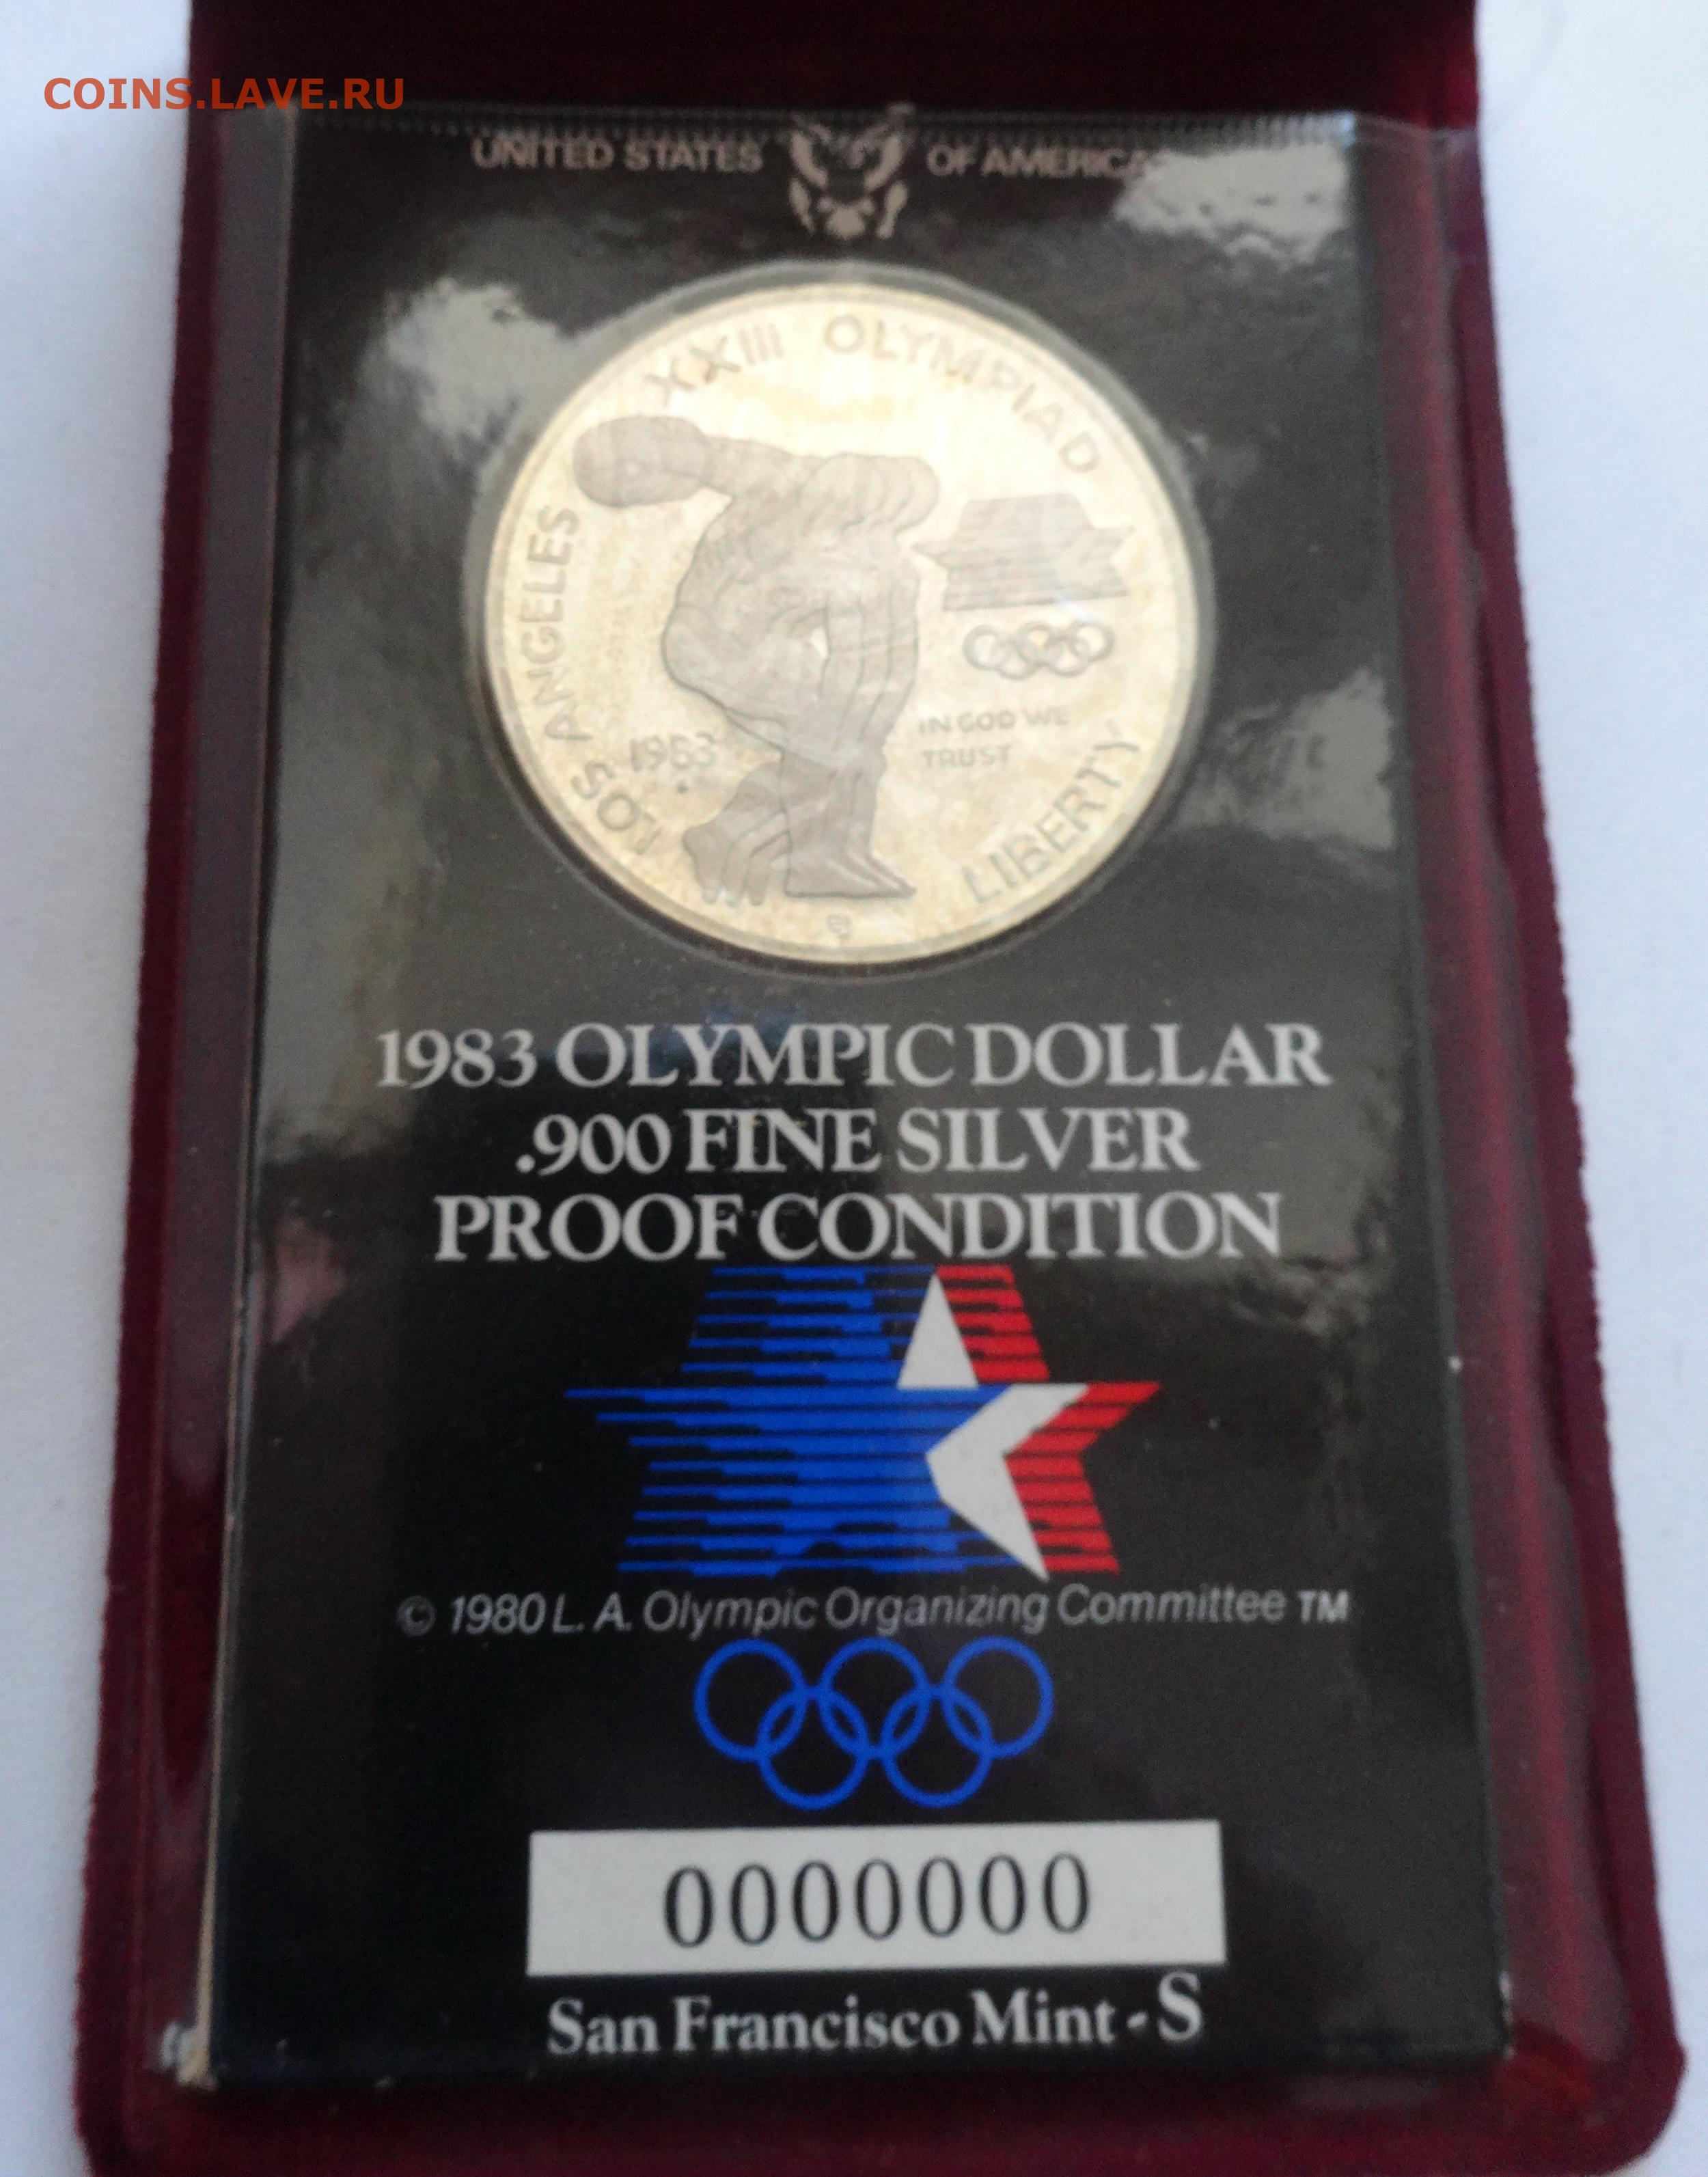 COINS.LAVE.RU
UNITED STATES OF AMERICA
XXIII OLYMPIAD
LOS ANGELES
1983
S
IN GOD WE
TRUST
LIBERTY
1983 OLYMPIC DOLLAR
.900 FINE SILVER
PROOF CONDITION
© 1980 L. A. Olympic Organizing Committee TM
0000000
San Francisco Mint - S